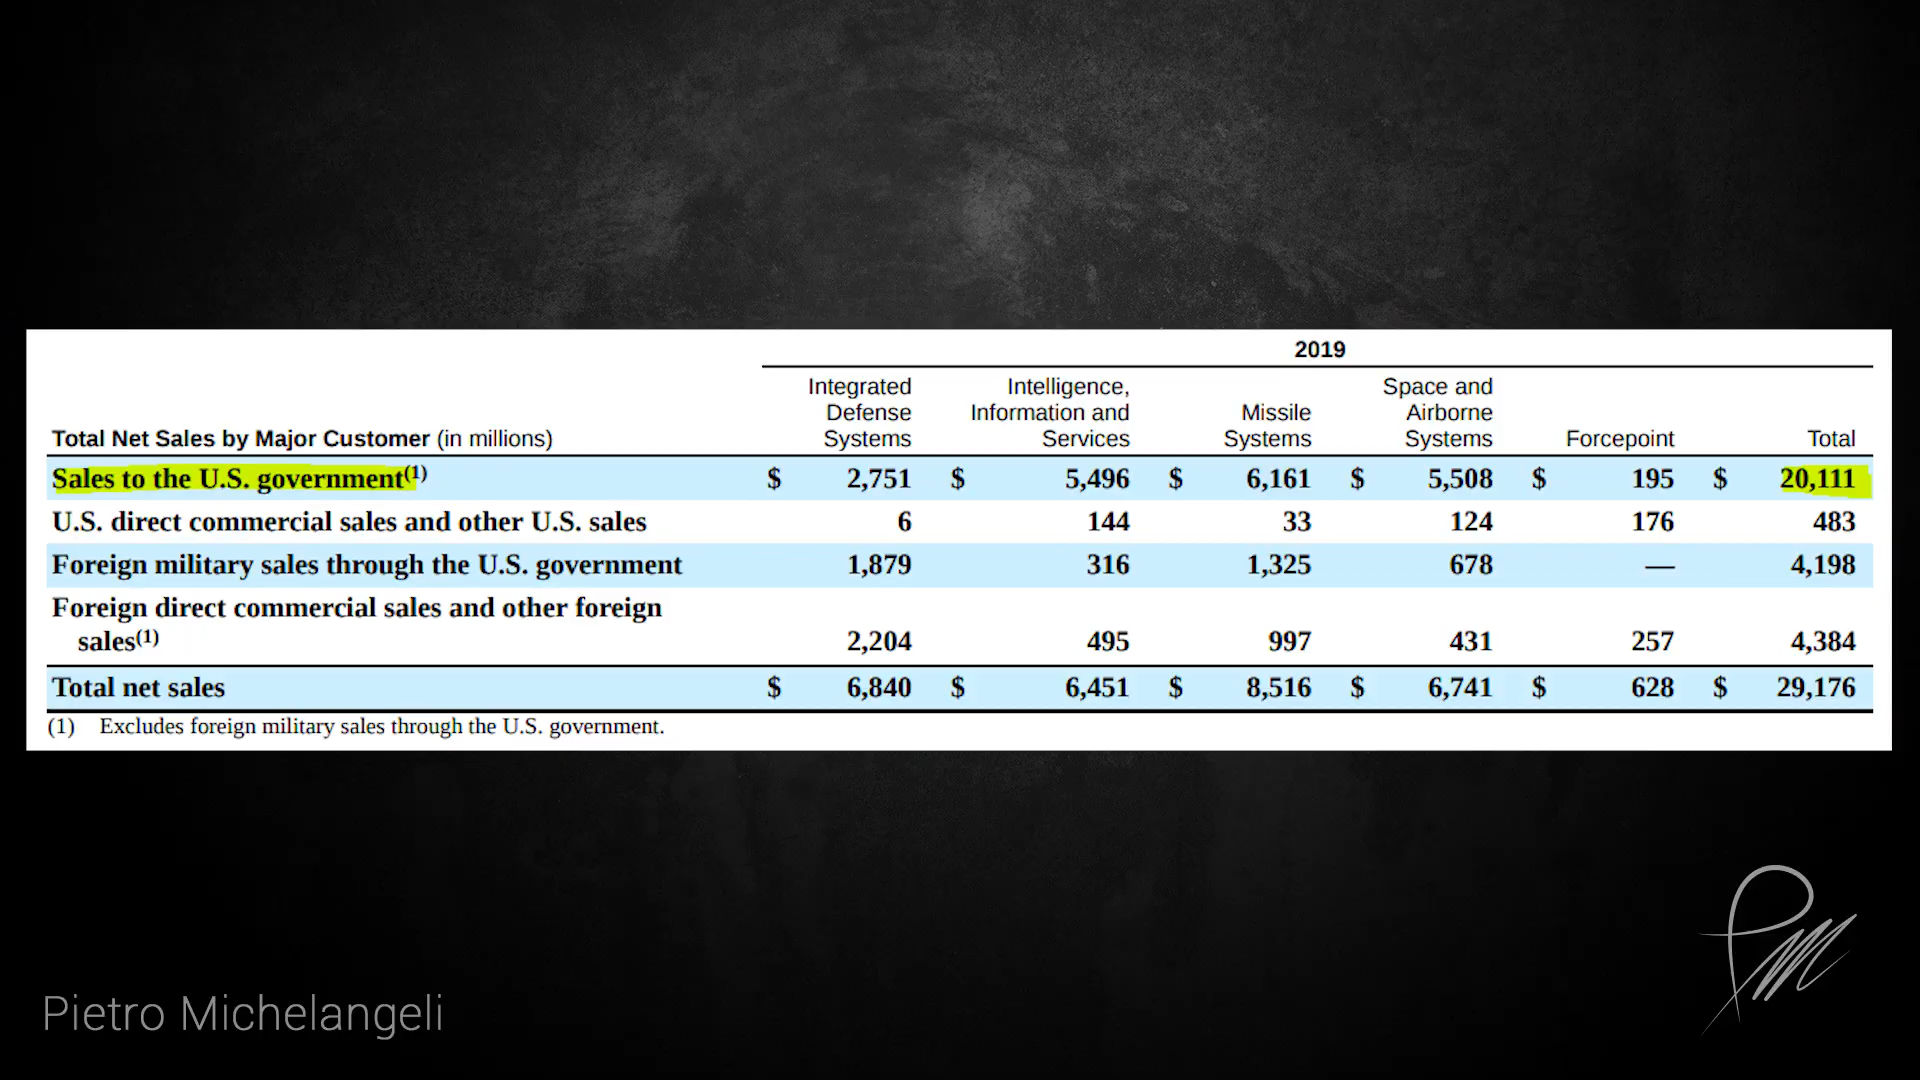 2019
Integrated Defense Systems
Intelligence, Information and Services
Missile Systems
Space and Airborne Systems
Forcepoint
Total
Total Net Sales by Major Customer (in millions)
Sales to the U.S. government(1) $ 2,751 $ 5,496 $ 6,161 $ 5,508 $ 195 $ 20,111
U.S. direct commercial sales and other U.S. sales 6 144 33 124 176 483
Foreign military sales through the U.S. government 1,879 316 1,325 678 — 4,198
Foreign direct commercial sales and other foreign
sales(1) 2,204 495 997 431 257 4,384
Total net sales $ 6,840 $ 6,451 $ 8,516 $ 6,741 $ 628 $ 29,176
(1) Excludes foreign military sales through the U.S. government.
Pietro Michelangeli
PM